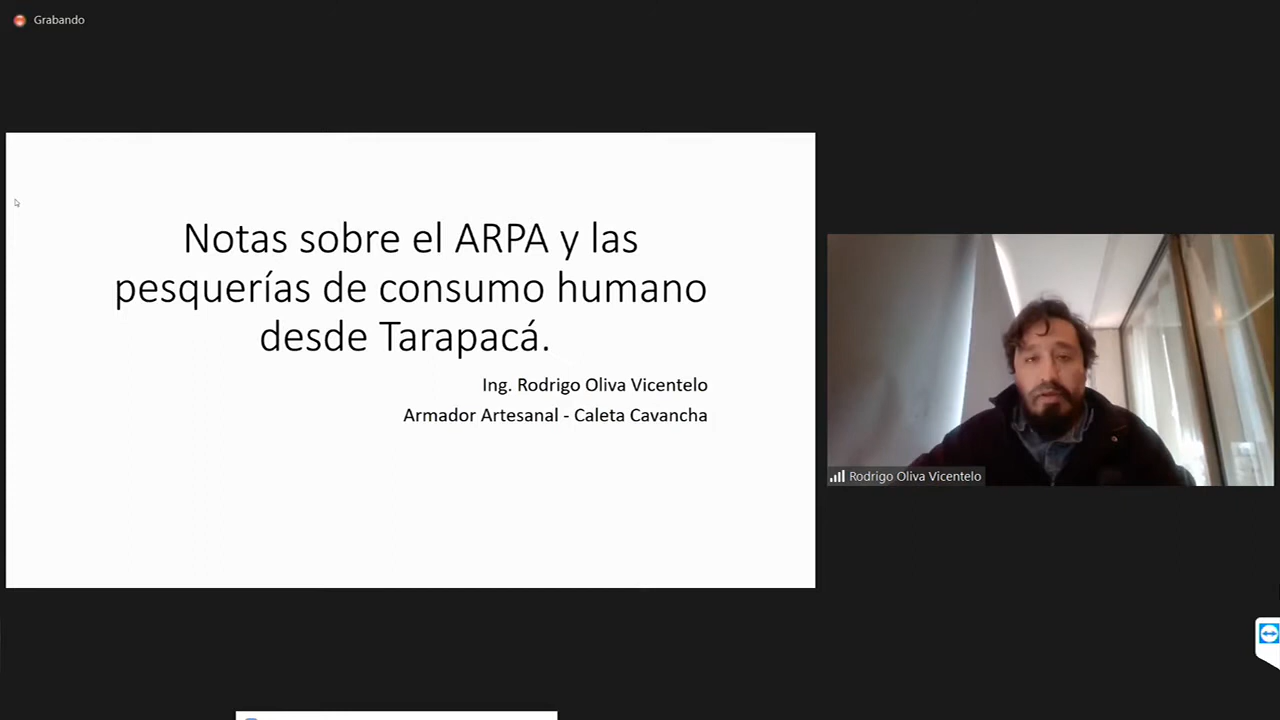 Grabando
Notas sobre el ARPA y las
pesquerías de consumo humano
desde Tarapacá.
Ing. Rodrigo Oliva Vicentelo
Armador Artesanal - Caleta Cavancha
Rodrigo Oliva Vicentelo